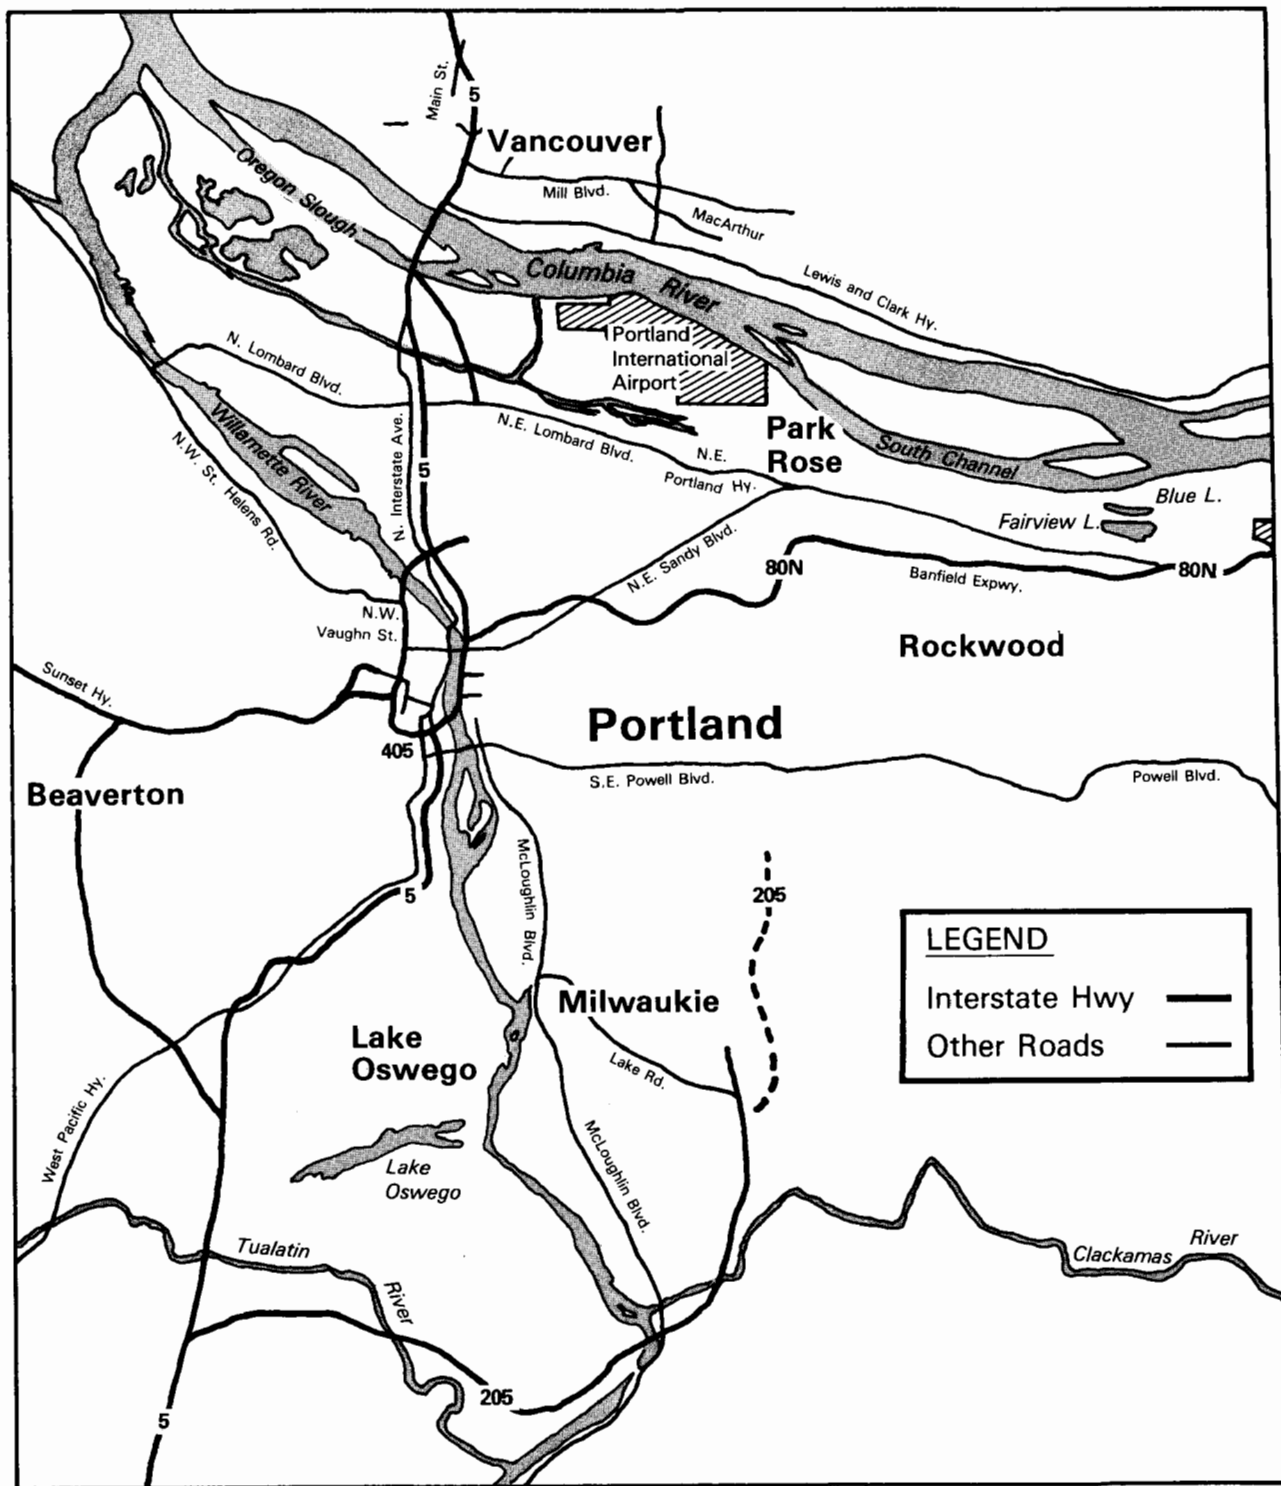 Main St.
5
Vancouver
Mill Blvd.
MacArthur
Oregon Slough
Columbia River
Lewis and Clark Hy.
Portland
International
Airport
N. Lombard Blvd.
N. Interstate Ave.
5
N.E. Lombard Blvd.
N.E.
Portland Hy.
Park
Rose
South Channel
Blue L.
Fairview L.
Willamette River
N.W. St. Helens Rd.
N.E. Sandy Blvd.
80N
Banfield Expwy.
80N
N.W.
Vaughn St.
Rockwood
Sunset Hy.
Portland
405
S.E. Powell Blvd.
Powell Blvd.
Beaverton
McLoughlin Blvd.
5
205
LEGEND
Interstate Hwy
Other Roads
Milwaukie
Lake
Oswego
Lake Rd.
West Pacific Hy.
McLoughlin Blvd.
Lake
Oswego
Tualatin
River
Clackamas
River
205
5